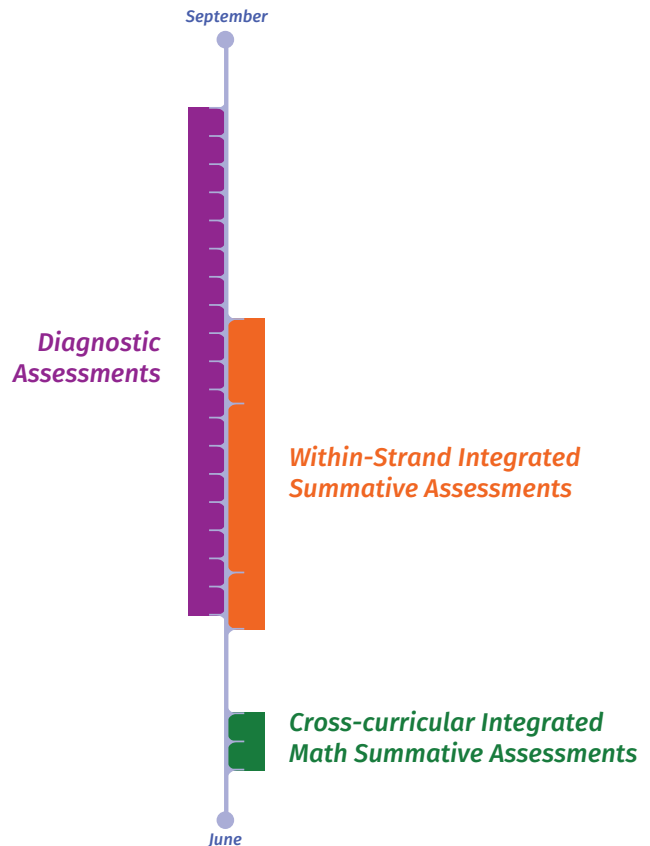 September
Diagnostic
Assessments
Within-Strand Integrated
Summative Assessments
Cross-curricular Integrated
Math Summative Assessments
June